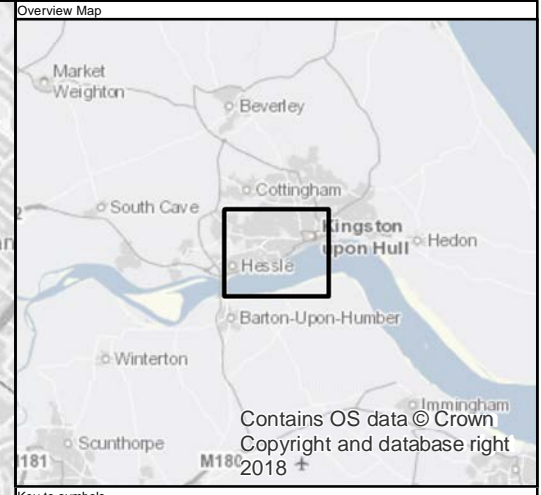 Overview Map
Market
Weighton
Beverley
Cottingham
South Cave
Kingston
upon Hull
Hedon
Hessle
Barton-Upon-Humber
Winterton
Immingham
Contains OS data © Crown
Copyright and database right
2018
Scunthorpe
M181
M180
Key to symbols